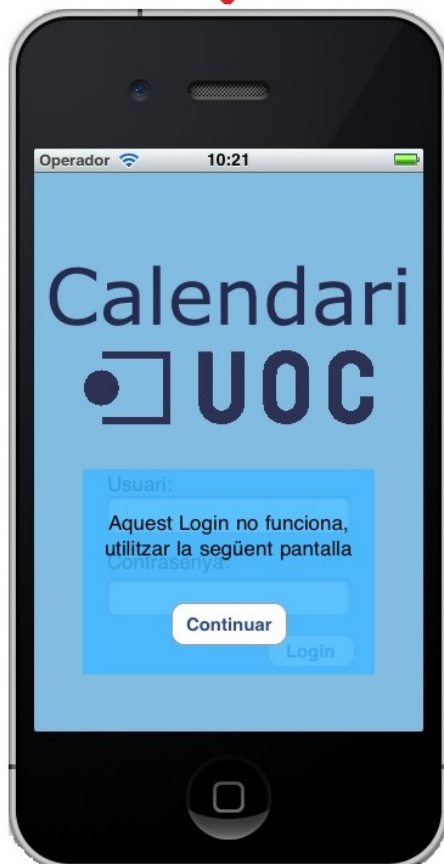 Operador
10:21
Calendari
UOC
Usuari:
Aquest Login no funciona,
utilitzar la següent pantalla
Contrasenya:
Continuar
Login